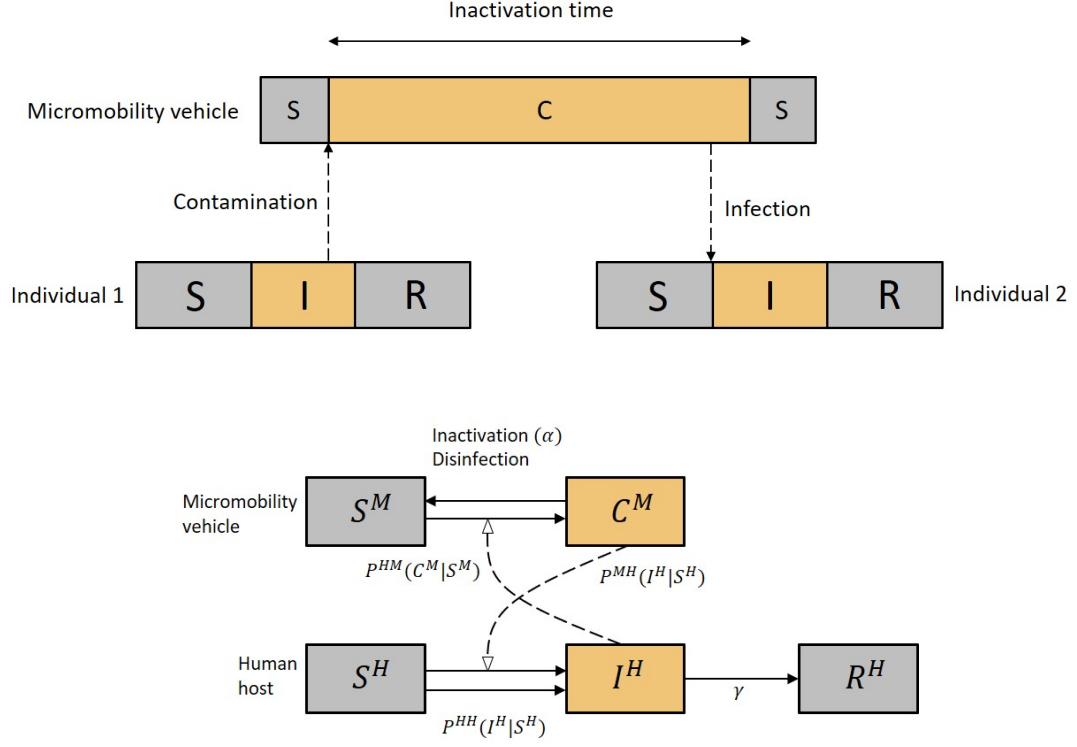 Inactivation time
Micromobility vehicle
S
C
S
Contamination
Infection
Individual 1
S
I
R
S
I
R
Individual 2
Inactivation (α)
Disinfection
Micromobility
vehicle
S^M
C^M
P^{HM}(C^M|S^M)
P^{MH}(I^H|S^H)
Human
host
S^H
I^H
γ
R^H
P^{HH}(I^H|S^H)